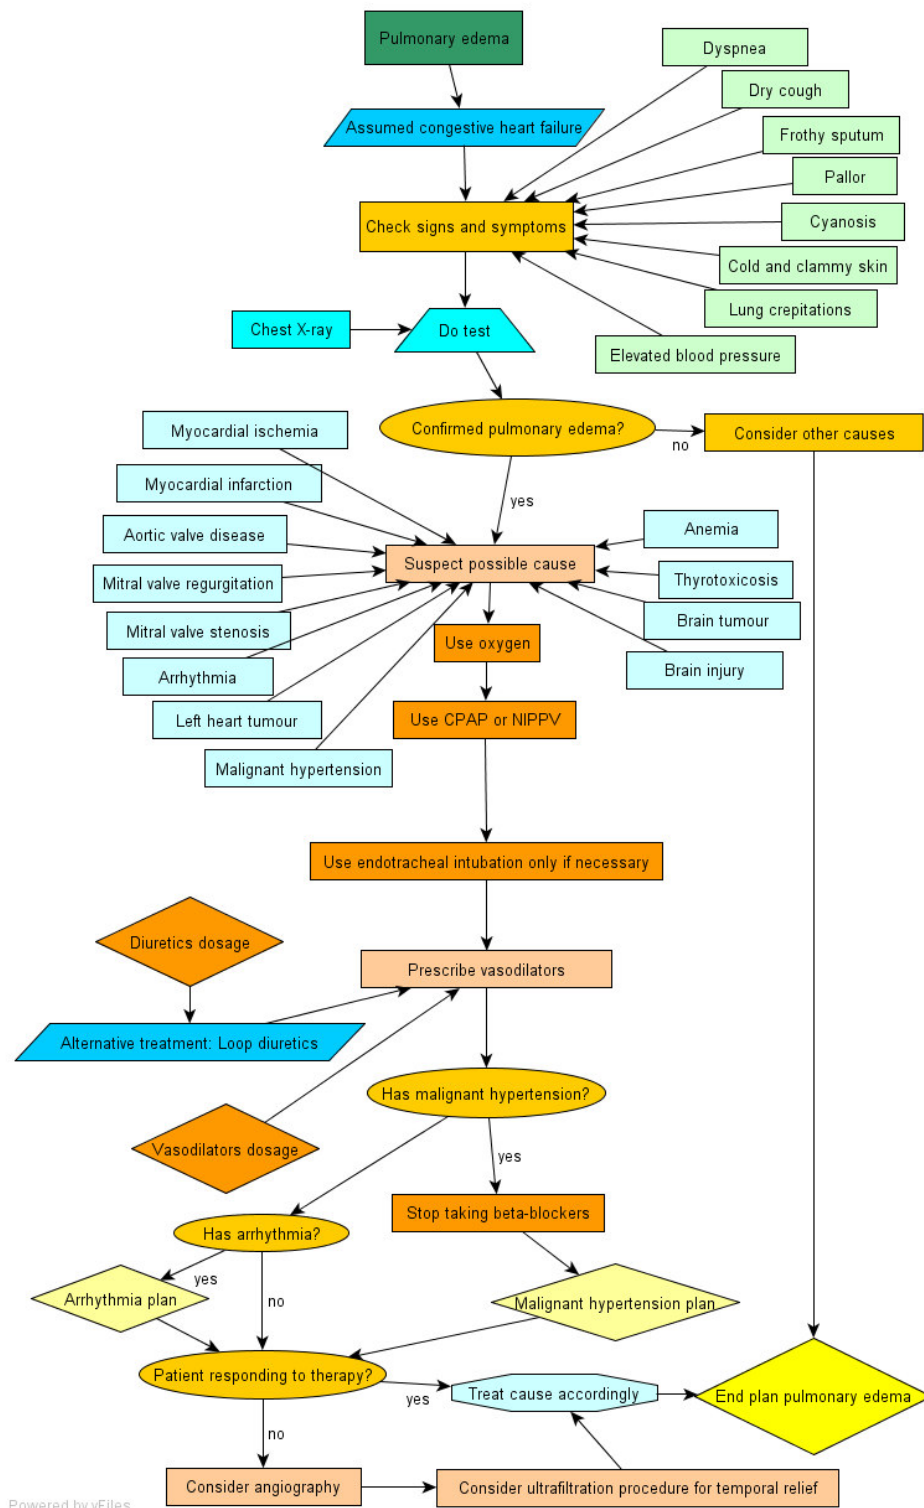 Pulmonary edema
Dyspnea
Dry cough
Assumed congestive heart failure
Frothy sputum
Pallor
Check signs and symptoms
Cyanosis
Cold and clammy skin
Lung crepitations
Chest X-ray
Do test
Elevated blood pressure
Myocardial ischemia
Confirmed pulmonary edema?
no
Consider other causes
Myocardial infarction
yes
Aortic valve disease
Anemia
Suspect possible cause
Mitral valve regurgitation
Thyrotoxicosis
Mitral valve stenosis
Brain tumour
Use oxygen
Arrhythmia
Brain injury
Left heart tumour
Use CPAP or NIPPV
Malignant hypertension
Use endotracheal intubation only if necessary
Diuretics dosage
Prescribe vasodilators
Alternative treatment: Loop diuretics
Has malignant hypertension?
Vasodilators dosage
yes
Stop taking beta-blockers
Has arrhythmia?
yes
Arrhythmia plan
no
Malignant hypertension plan
Patient responding to therapy?
yes
Treat cause accordingly
End plan pulmonary edema
no
Consider angiography
Consider ultrafiltration procedure for temporal relief
Powered by yFiles